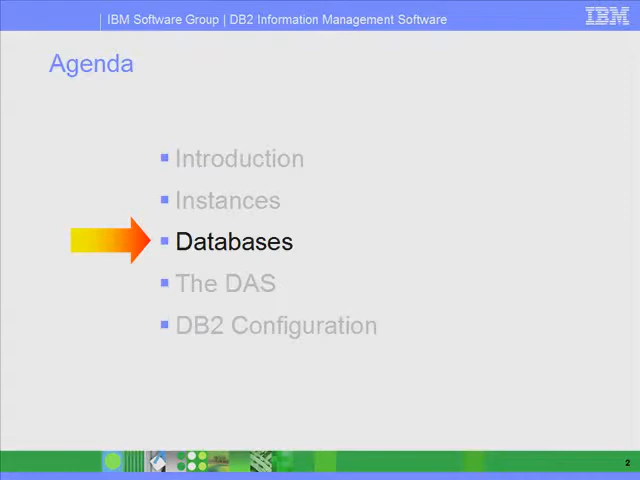 IBM Software Group | DB2 Information Management Software
IBM
Agenda
Introduction
Instances
Databases
The DAS
DB2 Configuration
2